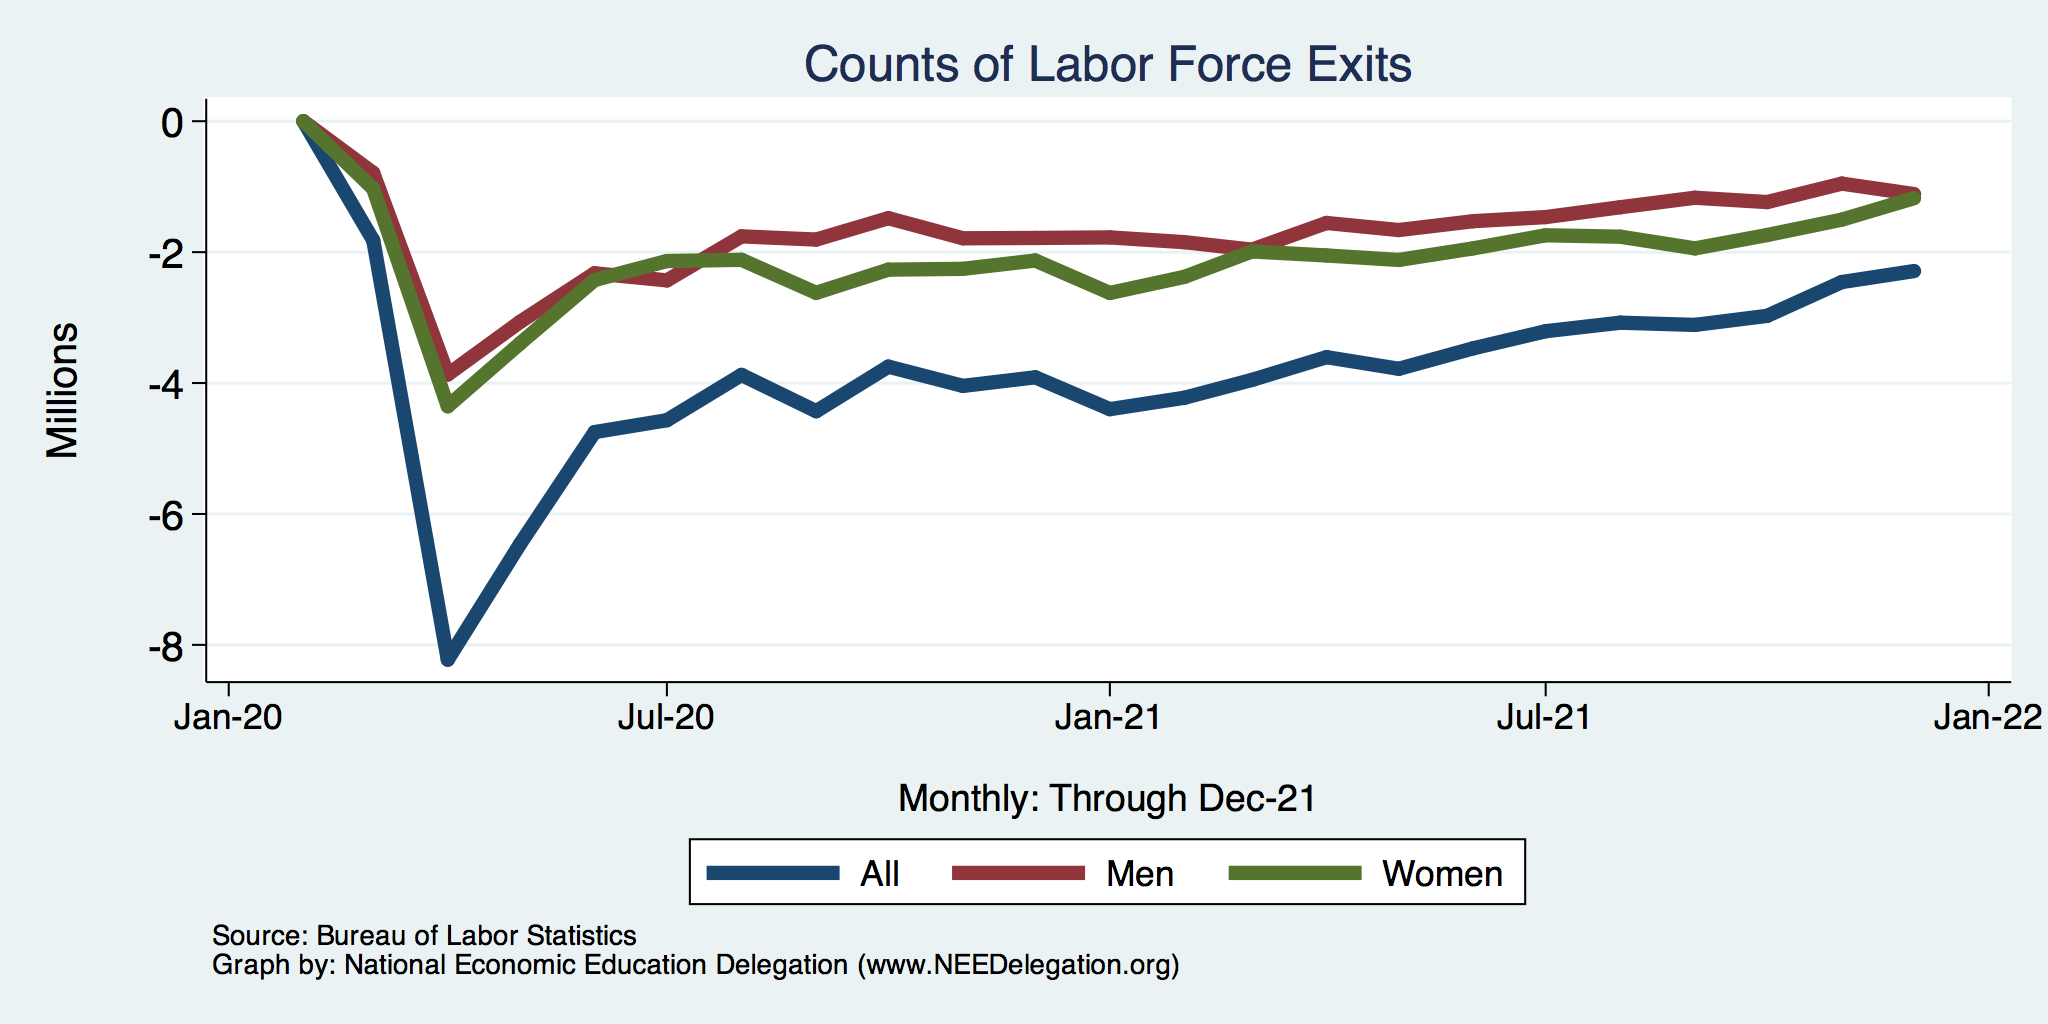 Counts of Labor Force Exits
0
-2
-4
-6
-8
Millions
Jan-20
Jul-20
Jan-21
Jul-21
Jan-22
Monthly: Through Dec-21
All
Men
Women
Source: Bureau of Labor Statistics
Graph by: National Economic Education Delegation (www.NEEDelegation.org)